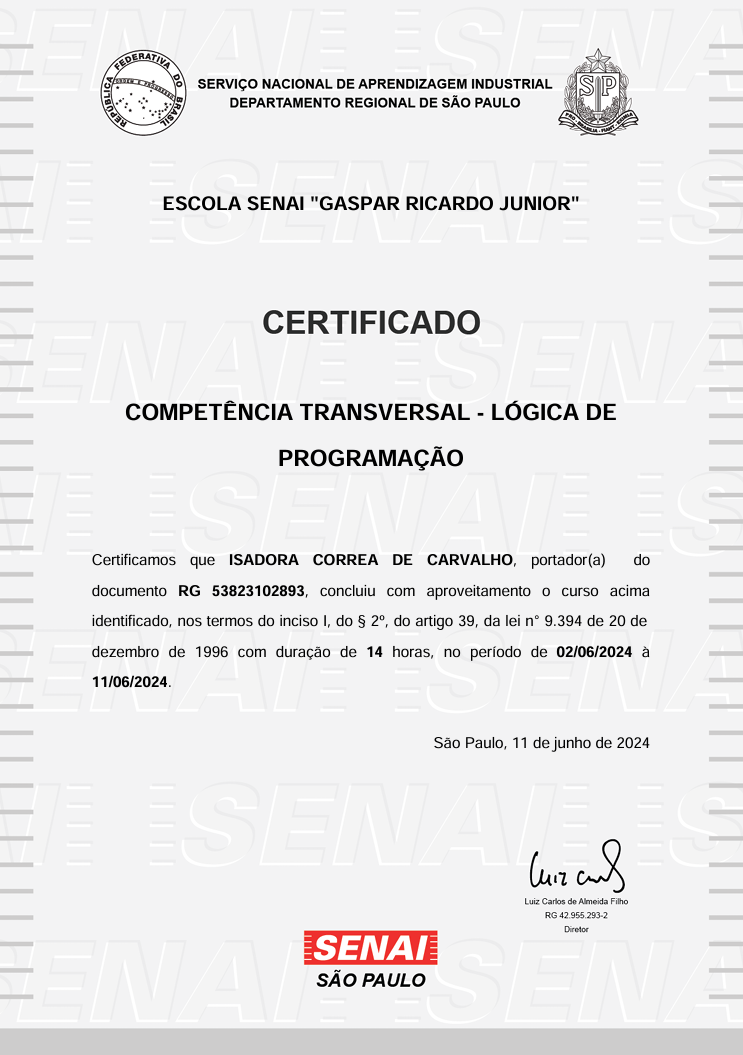 REPÚBLICA FEDERATIVA DO BRASIL
ORDEM E PROGRESSO
SERVIÇO NACIONAL DE APRENDIZAGEM INDUSTRIAL
DEPARTAMENTO REGIONAL DE SÃO PAULO
SP
ESCOLA SENAI "GASPAR RICARDO JUNIOR"
CERTIFICADO
COMPETÊNCIA TRANSVERSAL - LÓGICA DE
PROGRAMAÇÃO
Certificamos que ISADORA CORREA DE CARVALHO, portador(a) do
documento RG 53823102893, concluiu com aproveitamento o curso acima
identificado, nos termos do inciso I, do § 2º, do artigo 39, da lei n° 9.394 de 20 de
dezembro de 1996 com duração de 14 horas, no período de 02/06/2024 à
11/06/2024.
São Paulo, 11 de junho de 2024
Luiz Carlos de Almeida Filho
RG 42.955.293-2
Diretor
SENAI
SÃO PAULO